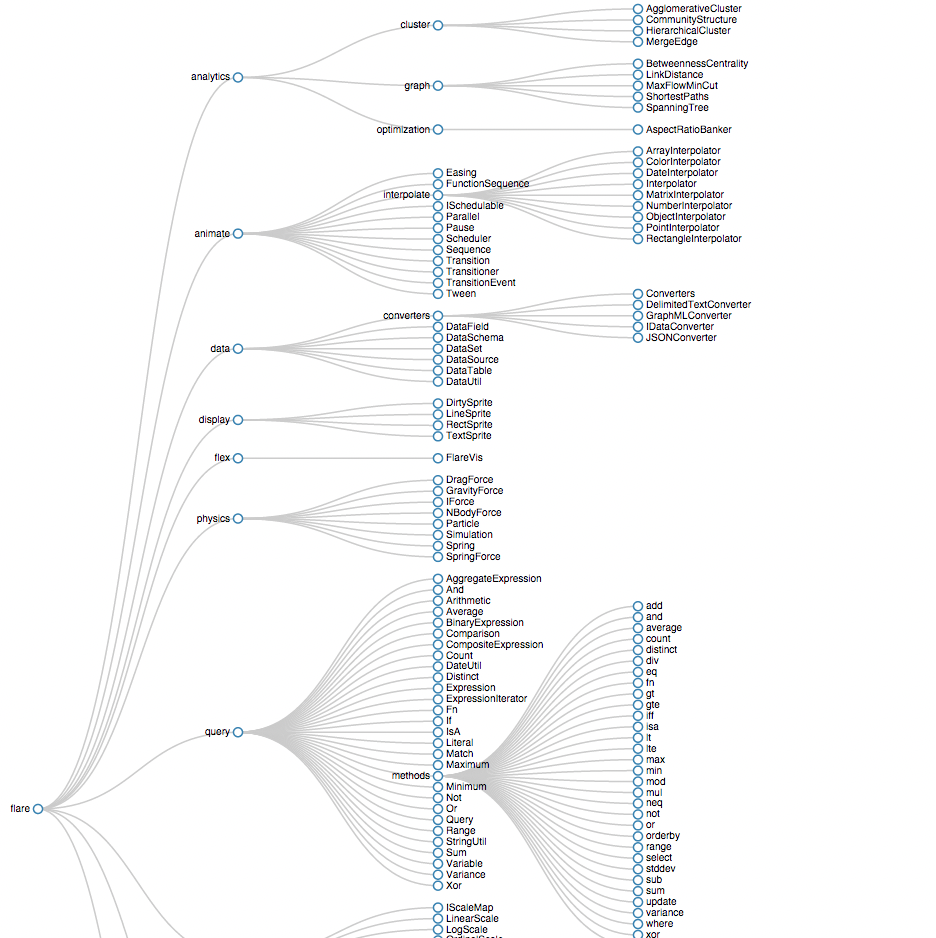 flare
analytics
cluster
AgglomerativeCluster
CommunityStructure
HierarchicalCluster
MergeEdge
graph
BetweennessCentrality
LinkDistance
MaxFlowMinCut
ShortestPaths
SpanningTree
optimization
AspectRatioBanker
animate
Easing
FunctionSequence
interpolate
ArrayInterpolator
ColorInterpolator
DateInterpolator
Interpolator
MatrixInterpolator
NumberInterpolator
ObjectInterpolator
PointInterpolator
RectangleInterpolator
ISchedulable
Parallel
Pause
Scheduler
Sequence
Transition
Transitioner
TransitionEvent
Tween
data
converters
Converters
DelimitedTextConverter
GraphMLConverter
IDataConverter
JSONConverter
DataField
DataSchema
DataSet
DataSource
DataTable
DataUtil
display
DirtySprite
LineSprite
RectSprite
TextSprite
flex
FlareVis
physics
DragForce
GravityForce
IForce
NBodyForce
Particle
Simulation
Spring
SpringForce
query
AggregateExpression
And
Arithmetic
Average
BinaryExpression
Comparison
CompositeExpression
Count
DateUtil
Distinct
Expression
ExpressionIterator
Fn
If
IsA
Literal
Match
Maximum
methods
add
and
average
count
distinct
div
eq
fn
gt
gte
iff
isa
lt
lte
max
min
mod
mul
neq
not
or
orderby
range
select
stddev
sub
sum
update
variance
where
xor
Minimum
Not
Or
Query
Range
StringUtil
Sum
Variable
Variance
Xor
IScaleMap
LinearScale
LogScale